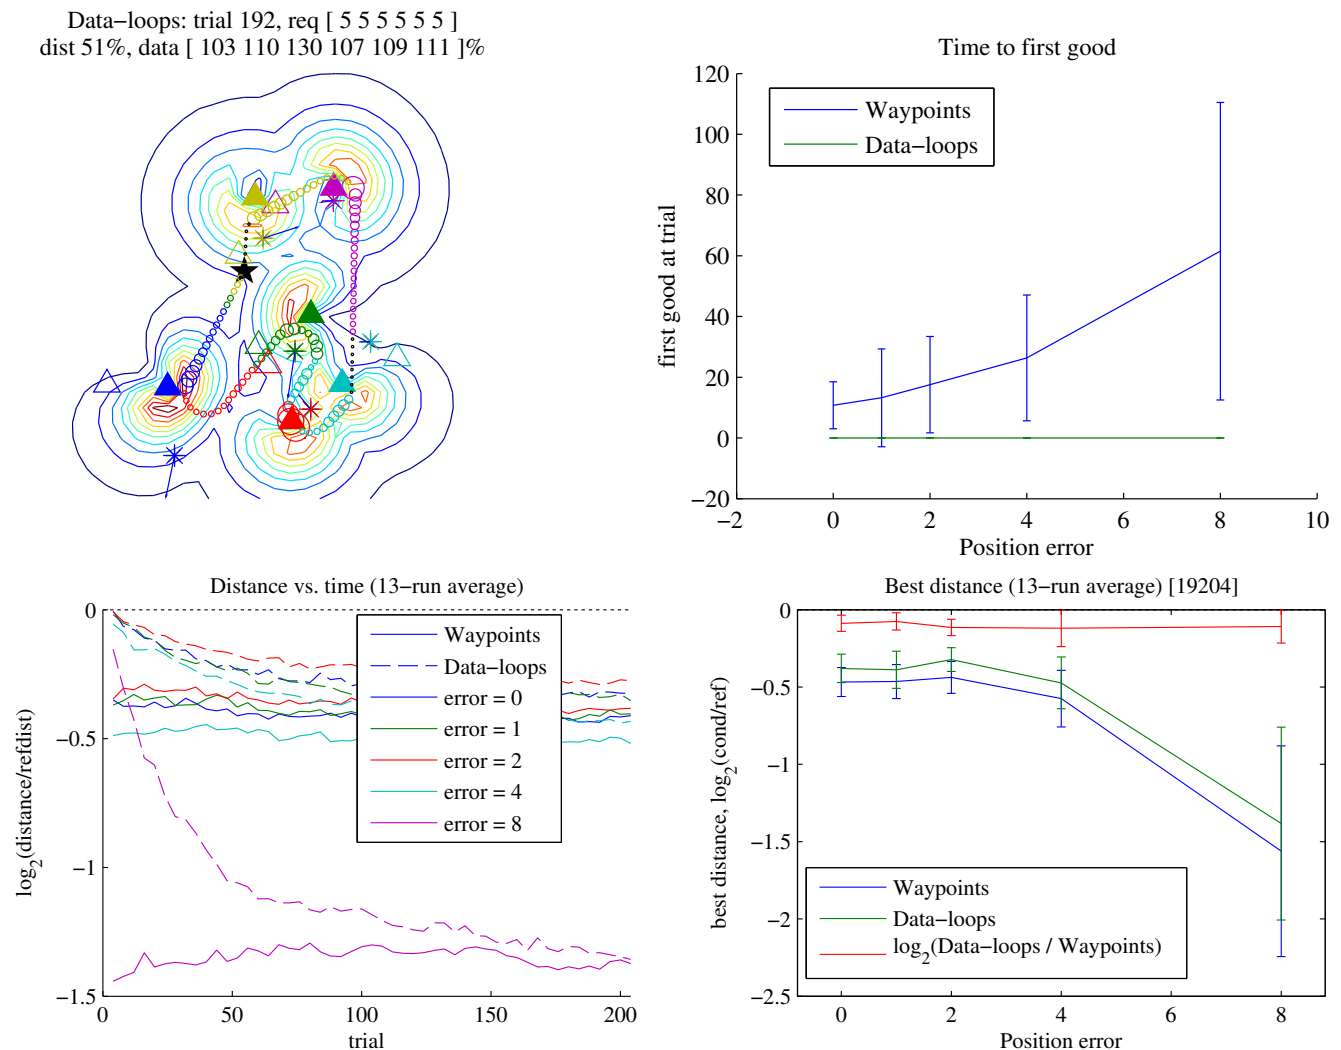 Data−loops: trial 192, req [ 5 5 5 5 5 5 ]
dist 51%, data [ 103 110 130 107 109 111 ]%
Time to first good
120
100
80
60
40
20
0
−20
first good at trial
Waypoints
Data−loops
−2
0
2
4
6
8
10
Position error
Distance vs. time (13−run average)
0
−0.5
−1
−1.5
log2(distance/refdist)
Waypoints
Data−loops
error = 0
error = 1
error = 2
error = 4
error = 8
0
50
100
150
200
trial
Best distance (13−run average) [19204]
0
−0.5
−1
−1.5
−2
−2.5
best distance, log2(cond/ref)
Waypoints
Data−loops
log2(Data−loops / Waypoints)
0
2
4
6
8
Position error